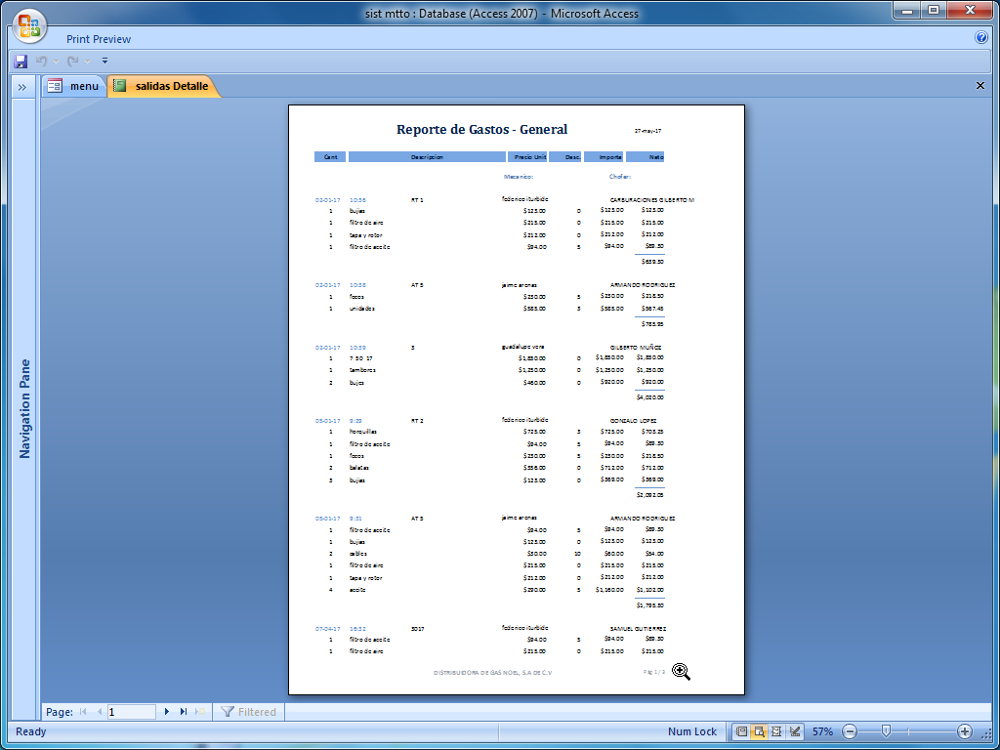 sist mtto : Database (Access 2007) - Microsoft Access
Print Preview
menu
salidas Detalle
Navigation Pane
Reporte de Gastos - General
27-may-17
Cant Descripcion Precio Unit Desc. Importe Neto
Mecanico: Chofer:
02-01-17 10:56 RT 1 federico iturbide CARBURACIONES GILBERTO M
1 bujias $123.00 0 $123.00 $123.00
1 filtro de aire $215.00 0 $215.00 $215.00
1 tapa y rotor $212.00 0 $212.00 $212.00
1 filtro de aceite $94.00 5 $94.00 $89.30
$639.30
02-01-17 10:58 AT 5 jaime arenas ARMANDO RODRIGUEZ
1 focos $230.00 5 $230.00 $218.50
1 unidades $585.00 3 $585.00 $567.45
$785.95
02-01-17 10:59 3 guadalupe vera GILBERTO MUÑOZ
1 7 50 17 $1,850.00 0 $1,850.00 $1,850.00
1 tambores $1,250.00 0 $1,250.00 $1,250.00
2 bujes $460.00 0 $920.00 $920.00
$4,020.00
03-01-17 9:29 RT 2 federico iturbide GONZALO LOPEZ
1 horquillas $725.00 3 $725.00 $703.25
1 filtro de aceite $94.00 5 $94.00 $89.30
1 focos $230.00 5 $230.00 $218.50
2 balatas $356.00 0 $712.00 $712.00
3 bujias $123.00 0 $369.00 $369.00
$2,092.05
03-01-17 9:31 AT 5 jaime arenas ARMANDO RODRIGUEZ
1 filtro de aceite $94.00 5 $94.00 $89.30
1 bujias $123.00 0 $123.00 $123.00
2 cables $30.00 10 $60.00 $54.00
1 filtro de aire $215.00 0 $215.00 $215.00
1 tapa y rotor $212.00 0 $212.00 $212.00
4 aceite $290.00 5 $1,160.00 $1,102.00
$1,795.30
07-04-17 16:52 3017 federico iturbide SAMUEL GUTIERREZ
1 filtro de aceite $94.00 5 $94.00 $89.30
1 filtro de aire $215.00 0 $215.00 $215.00
DISTRIBUIDORA DE GAS NOEL, S.A DE C.V Pág 1 / 3
Page: 1 Filtered
Ready Num Lock 57%